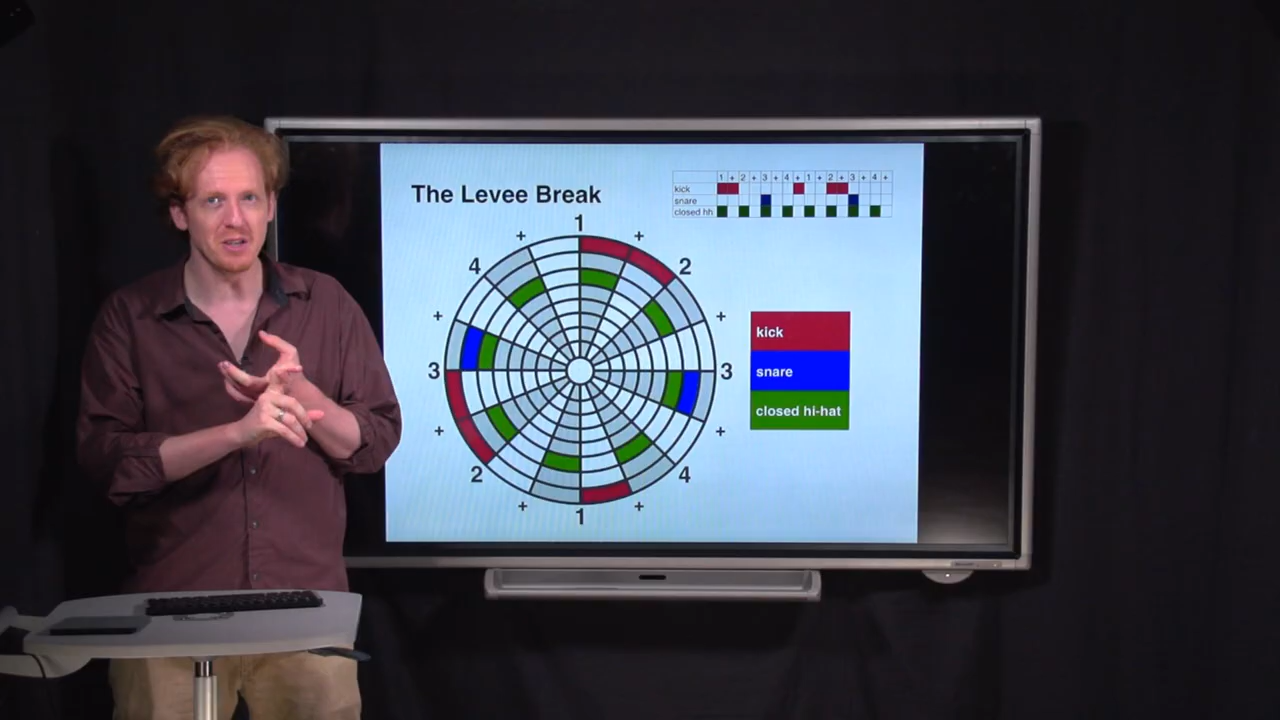 The Levee Break
1 + 2 + 3 + 4 + 1 + 2 + 3 + 4 +
kick
snare
closed hh
1
+ +
4 2
+ +
3 3
+ +
2 4
+ +
1
kick
snare
closed hi-hat